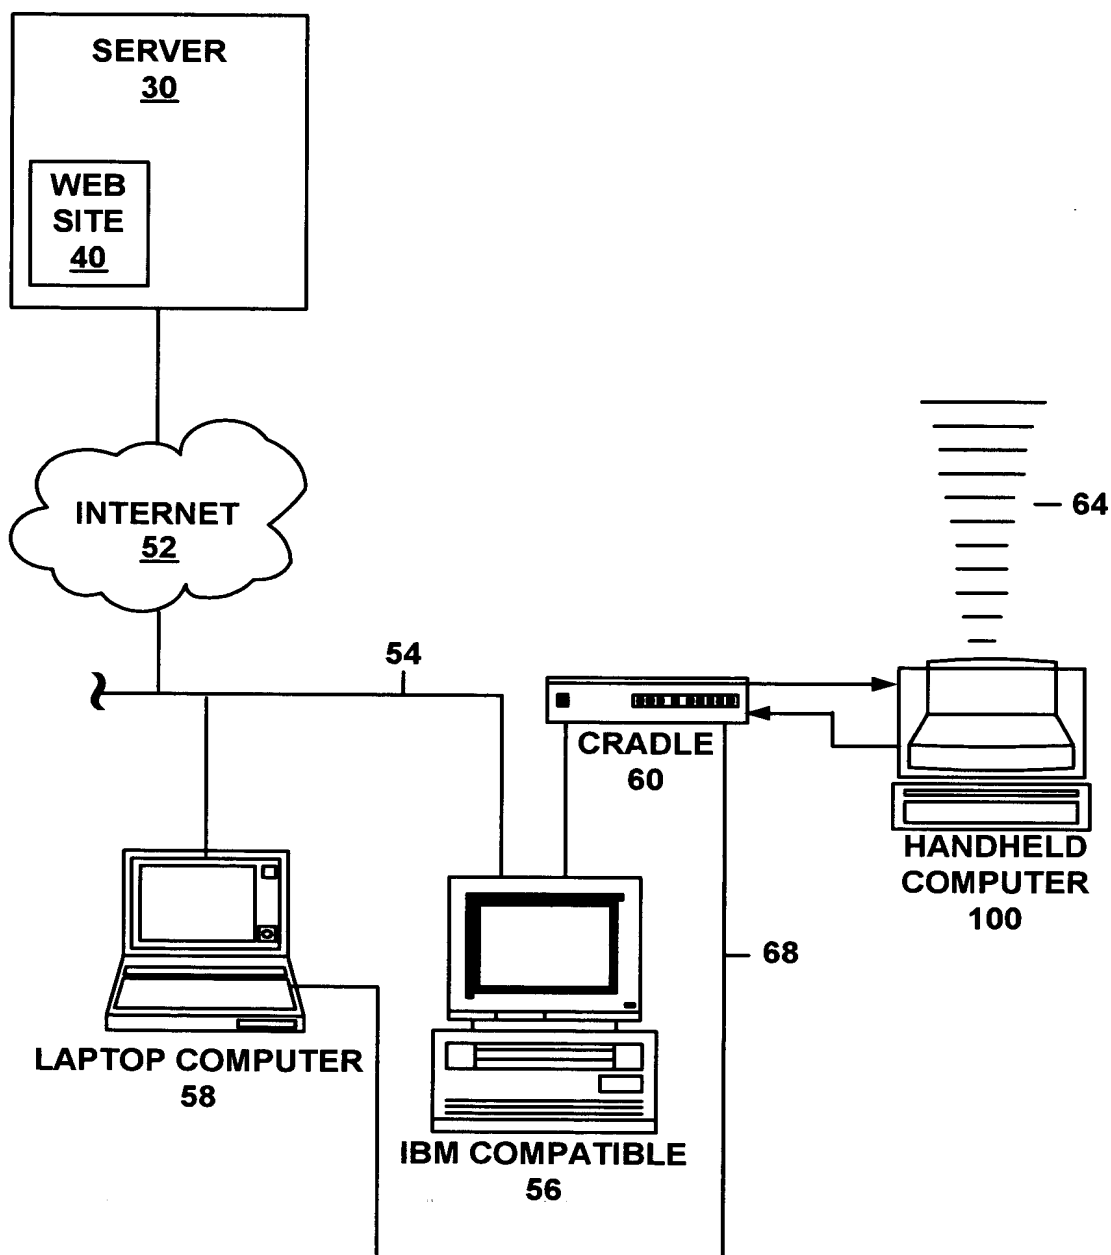 SERVER
30
WEB
SITE
40
INTERNET
52
54
64
CRADLE
60
HANDHELD
COMPUTER
100
68
LAPTOP COMPUTER
58
IBM COMPATIBLE
56